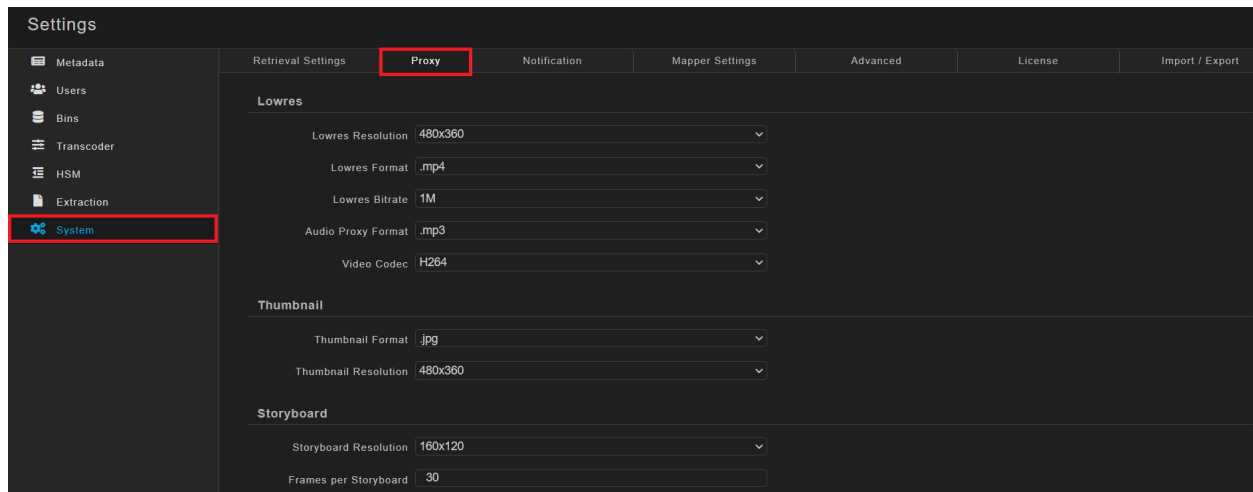 Settings
Metadata
Users
Bins
Transcoder
HSM
Extraction
System
Retrieval Settings Proxy Notification Mapper Settings Advanced License Import / Export
Lowres
Lowres Resolution 480x360
Lowres Format .mp4
Lowres Bitrate 1M
Audio Proxy Format .mp3
Video Codec H264
Thumbnail
Thumbnail Format .jpg
Thumbnail Resolution 480x360
Storyboard
Storyboard Resolution 160x120
Frames per Storyboard 30